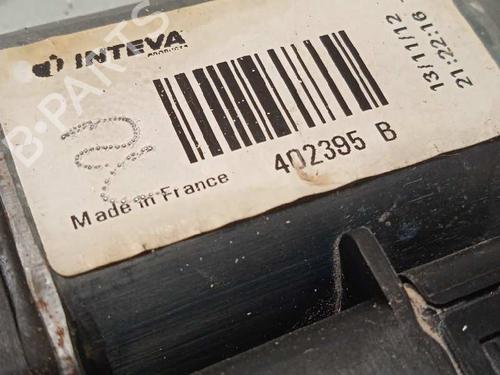 INTEVA
PRODUCTS
402395 B
Made in France
13/11/12
21:22:16
B-PARTS